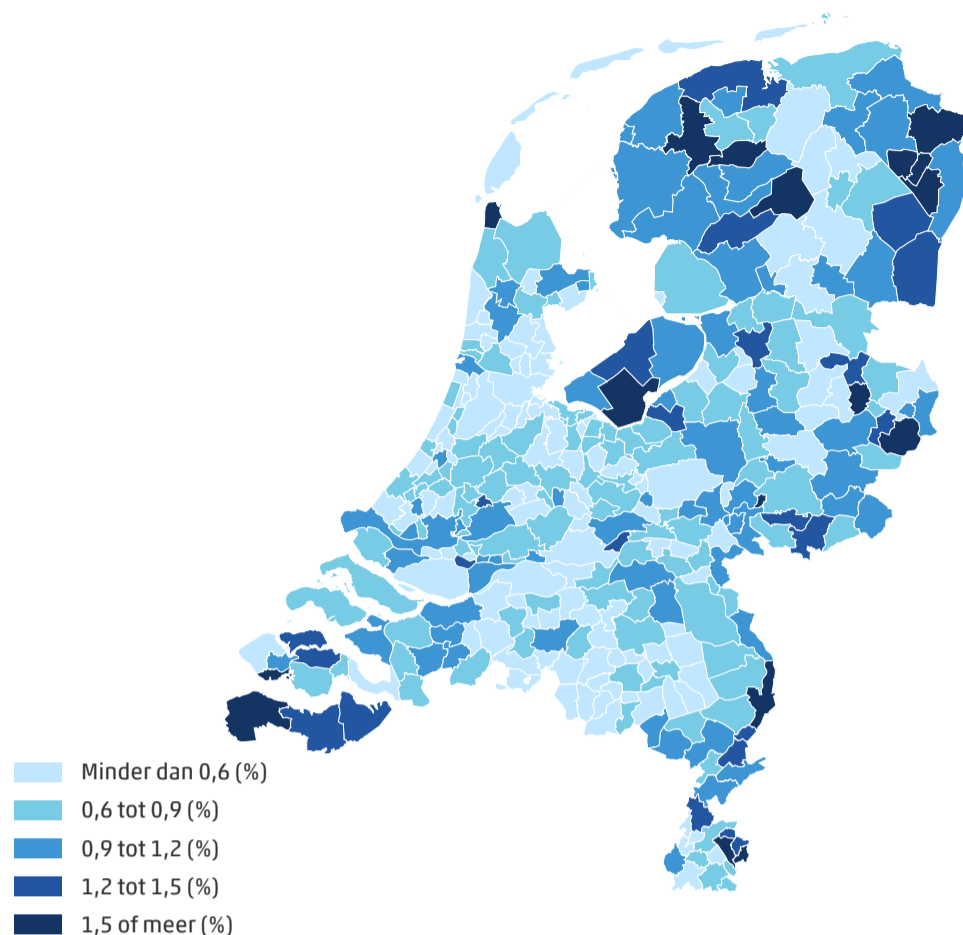 Minder dan 0,6 (%)
0,6 tot 0,9 (%)
0,9 tot 1,2 (%)
1,2 tot 1,5 (%)
1,5 of meer (%)